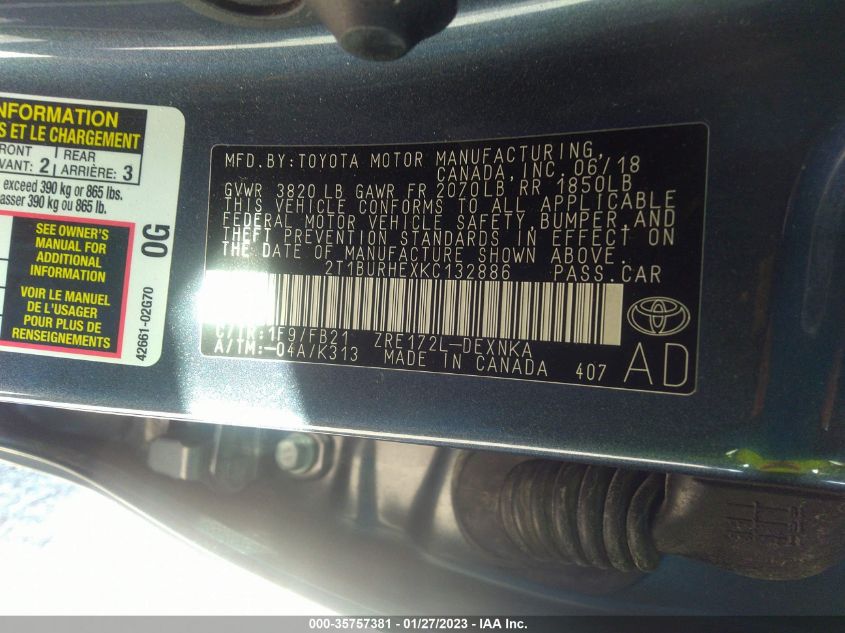 INFORMATION
S ET LE CHARGEMENT
FRONT REAR
VANT: 2 ARRIÈRE: 3
exceed 390 kg or 865 lbs.
asser 390 kg ou 865 lb.
SEE OWNER'S
MANUAL FOR
ADDITIONAL
INFORMATION
VOIR LE MANUEL
DE L'USAGER
POUR PLUS DE
RENSEIGNEMENTS
0G
42661-02G70
MFD.BY:TOYOTA MOTOR MANUFACTURING,
CANADA, INC. 06/18
GVWR 3820 LB GAWR FR 2070LB RR 1850LB
THIS VEHICLE CONFORMS TO ALL APPLICABLE
FEDERAL MOTOR VEHICLE SAFETY, BUMPER, AND
THEFT PREVENTION STANDARDS IN EFFECT ON
THE DATE OF MANUFACTURE SHOWN ABOVE.
2T1BURHEXKC132886 PASS.CAR
C/TR:1F9/FB21 ZRE172L-DEXNKA
A/TM:-04A/K313 MADE IN CANADA 407 AD
000-35757381 - 01/27/2023 - IAA Inc.